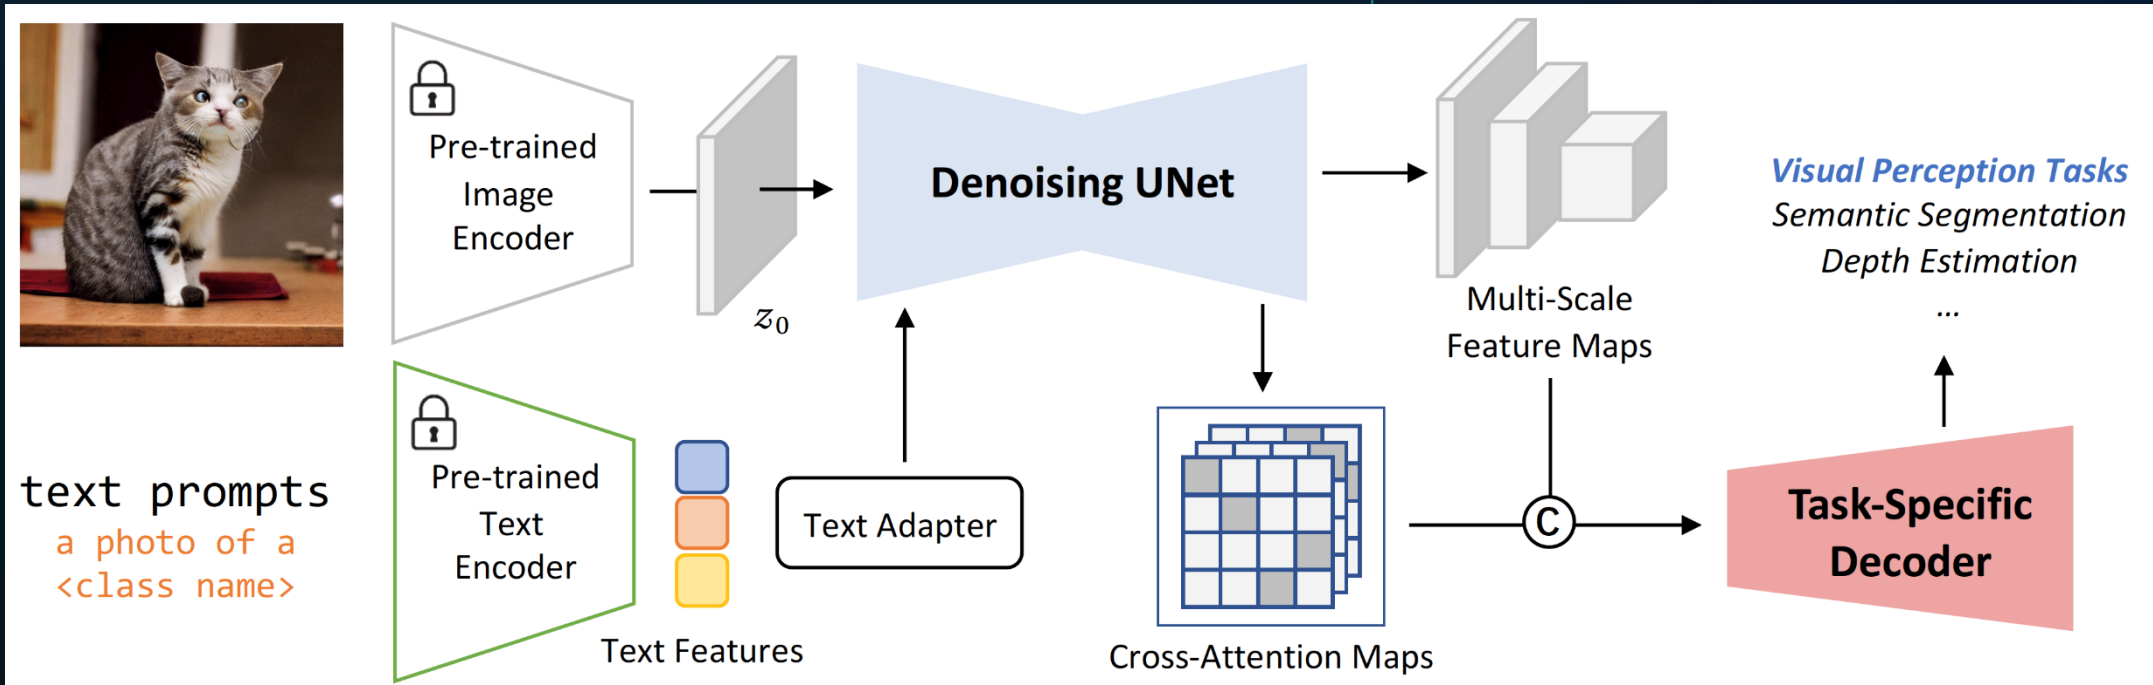 Pre-trained
Image
Encoder
z₀
Denoising UNet
Multi-Scale
Feature Maps
Visual Perception Tasks
Semantic Segmentation
Depth Estimation
...
text prompts
a photo of a
<class name>
Pre-trained
Text
Encoder
Text Features
Text Adapter
Cross-Attention Maps
C
Task-Specific
Decoder